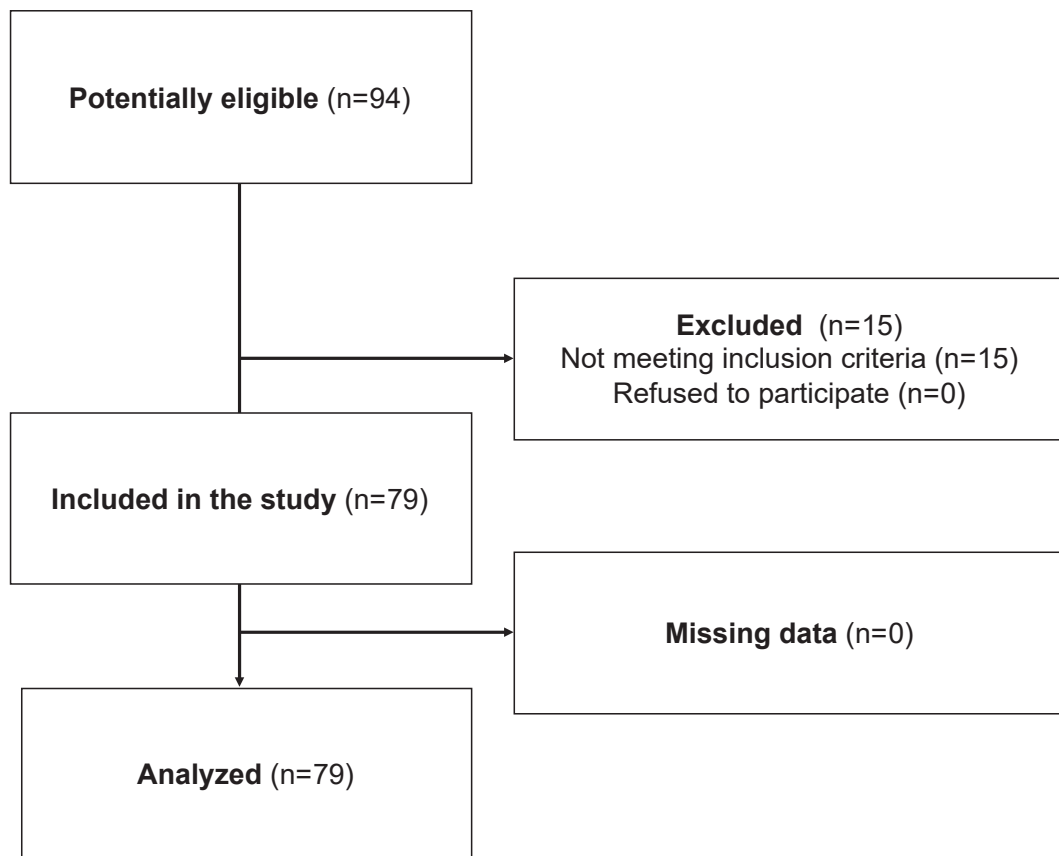 Potentially eligible (n=94)
Excluded  (n=15)
Not meeting inclusion criteria (n=15)
Refused to participate (n=0)
Included in the study (n=79)
Missing data (n=0)
Analyzed (n=79)